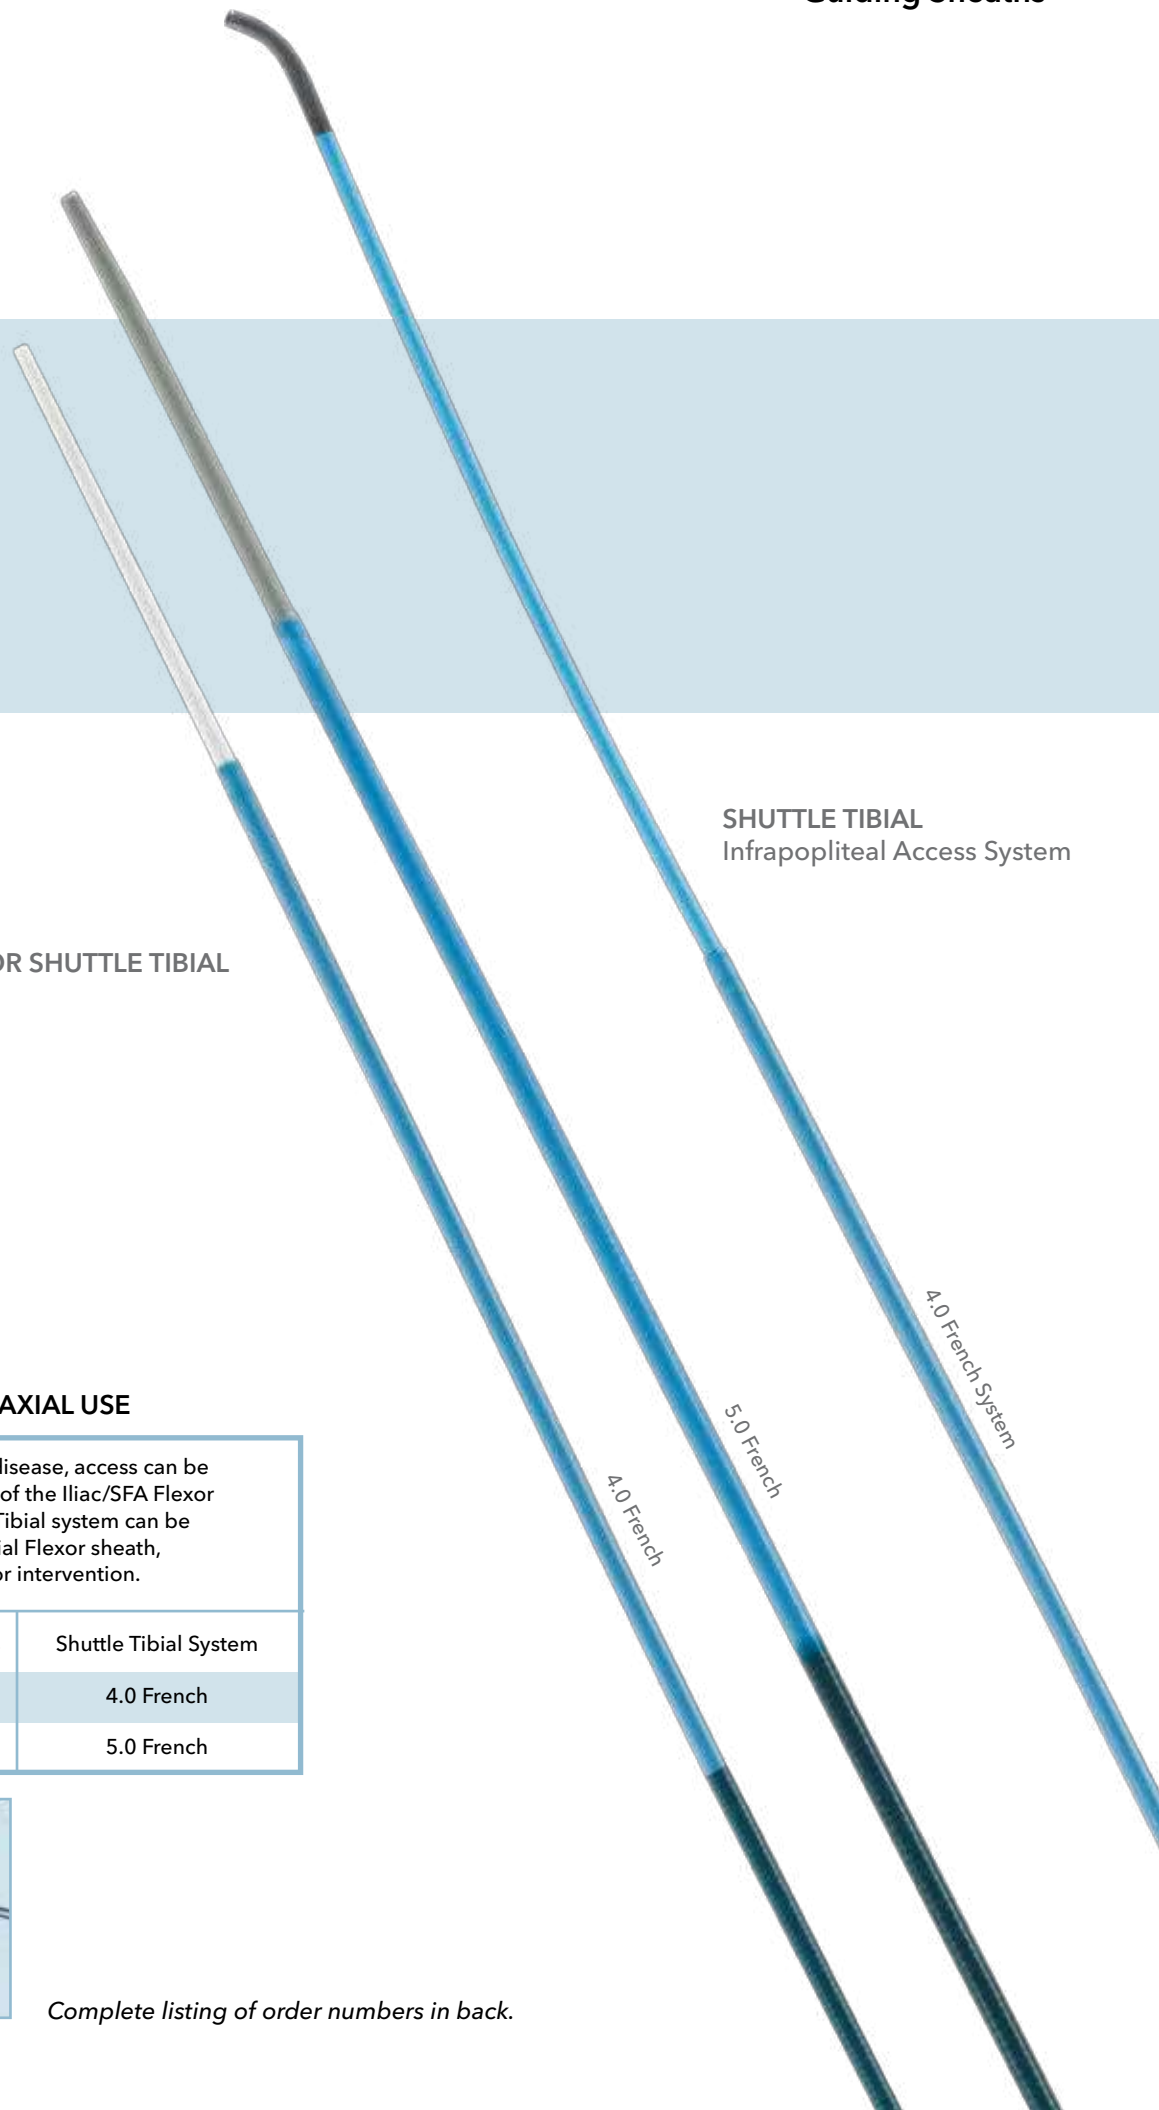 SHUTTLE TIBIAL
Infrapopliteal Access System
OR SHUTTLE TIBIAL
4.0 French System
5.0 French
4.0 French
AXIAL USE
disease, access can be
of the Iliac/SFA Flexor
Tibial system can be
ial Flexor sheath,
or intervention.
Shuttle Tibial System
4.0 French
5.0 French
Complete listing of order numbers in back.